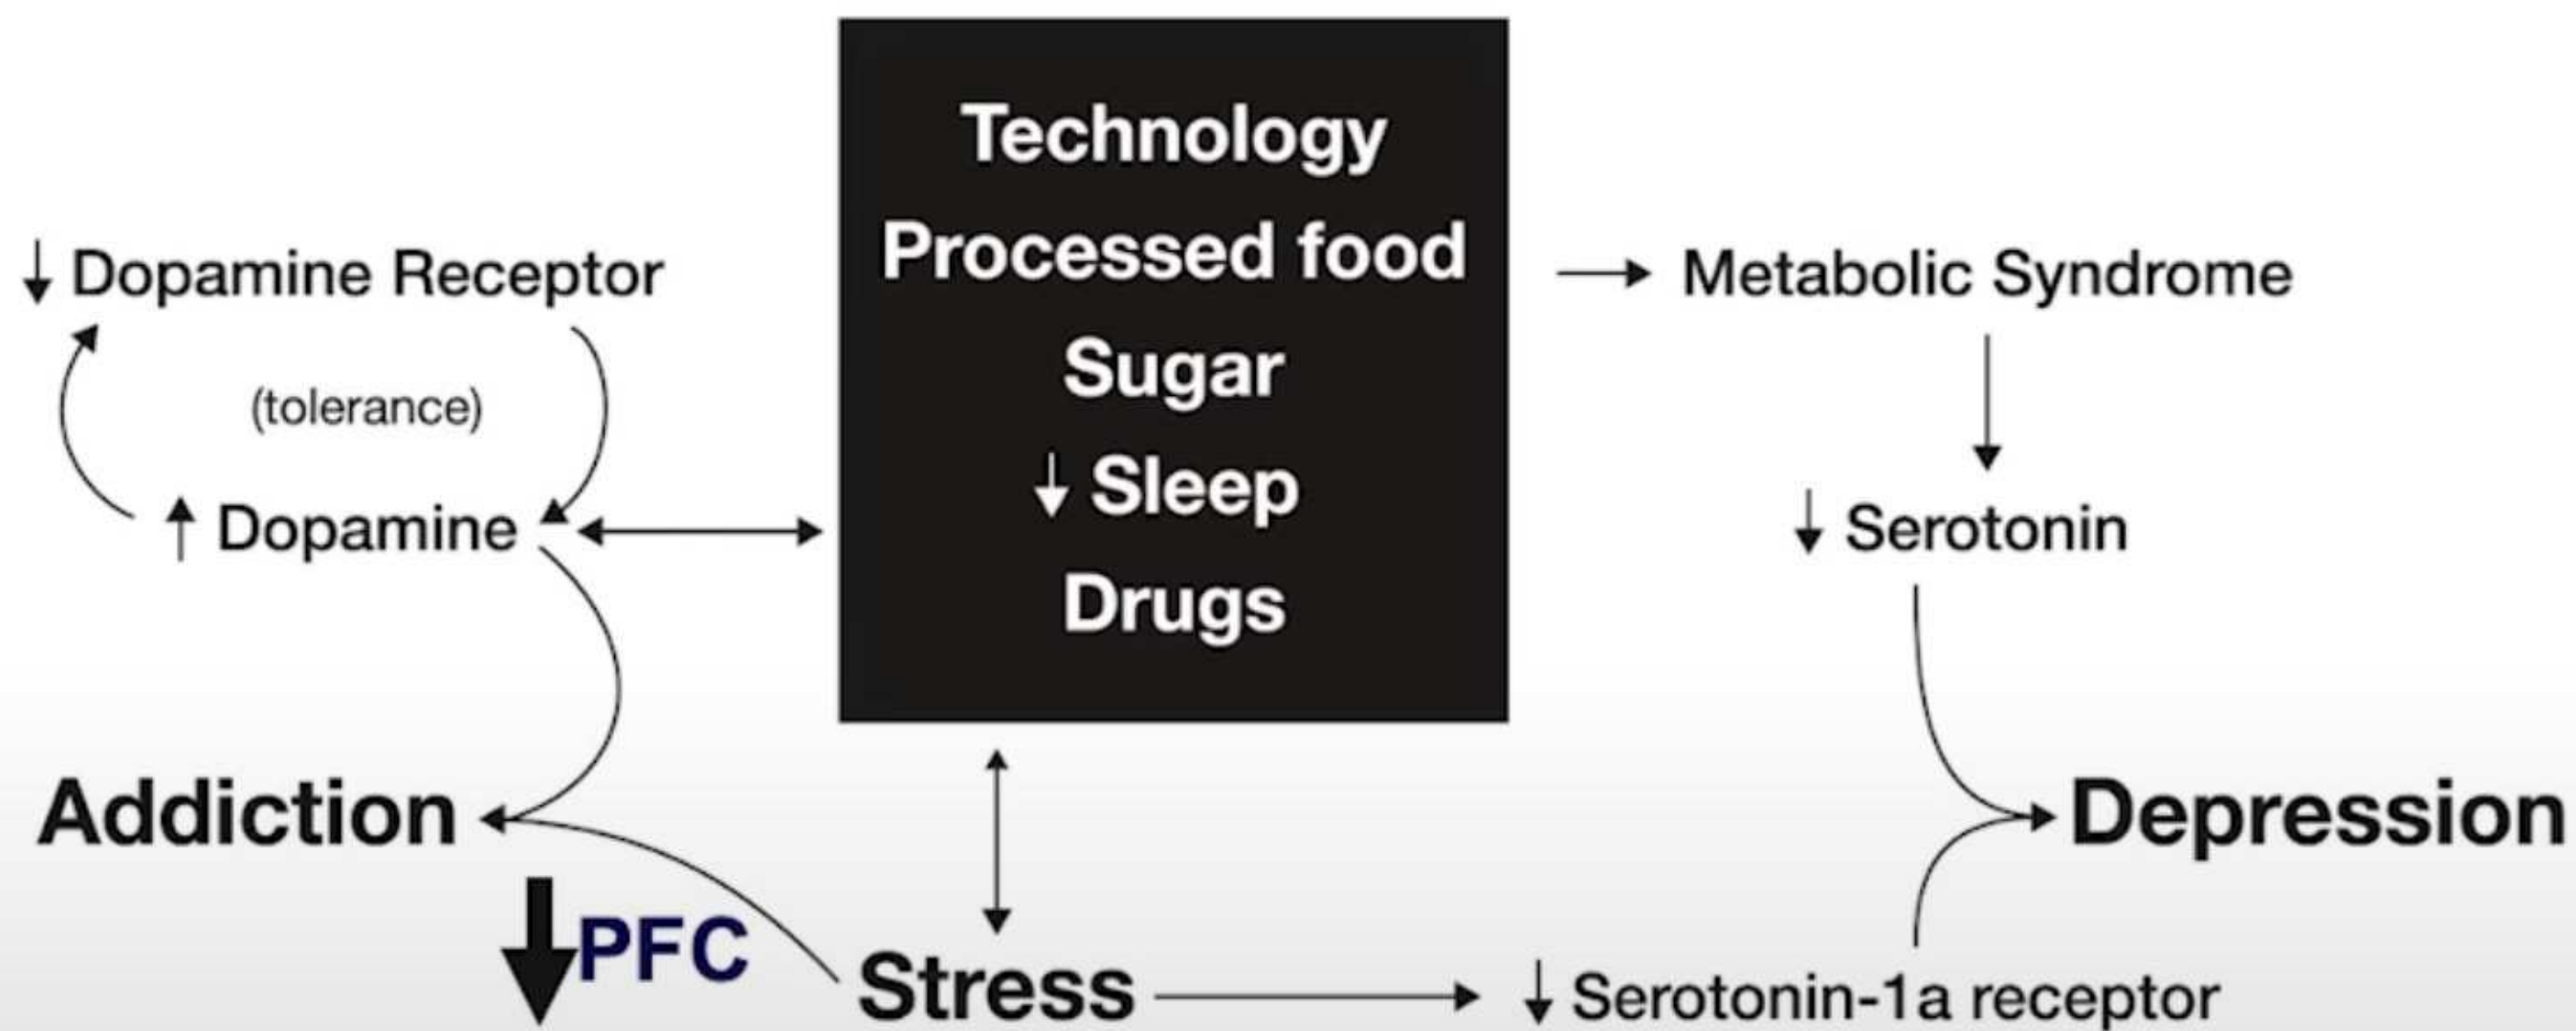 Technology
Processed food
Sugar
↓ Sleep
Drugs
↓ Dopamine Receptor
(tolerance)
↑ Dopamine
Addiction
↓PFC
Stress
→ Metabolic Syndrome
↓ Serotonin
Depression
↓ Serotonin-1a receptor